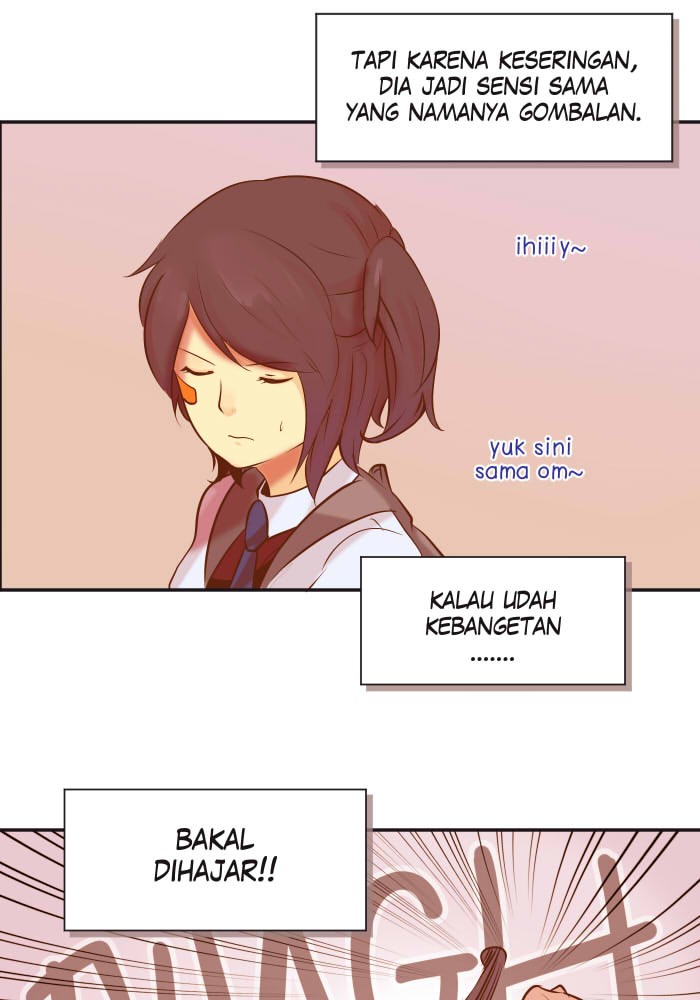 TAPI KARENA KESERINGAN,
DIA JADI SENSI SAMA
YANG NAMANYA GOMBALAN.
ihiiiy~
yuk sini
sama om~
KALAU UDAH
KEBANGETAN
.......
BAKAL
DIHAJAR!!